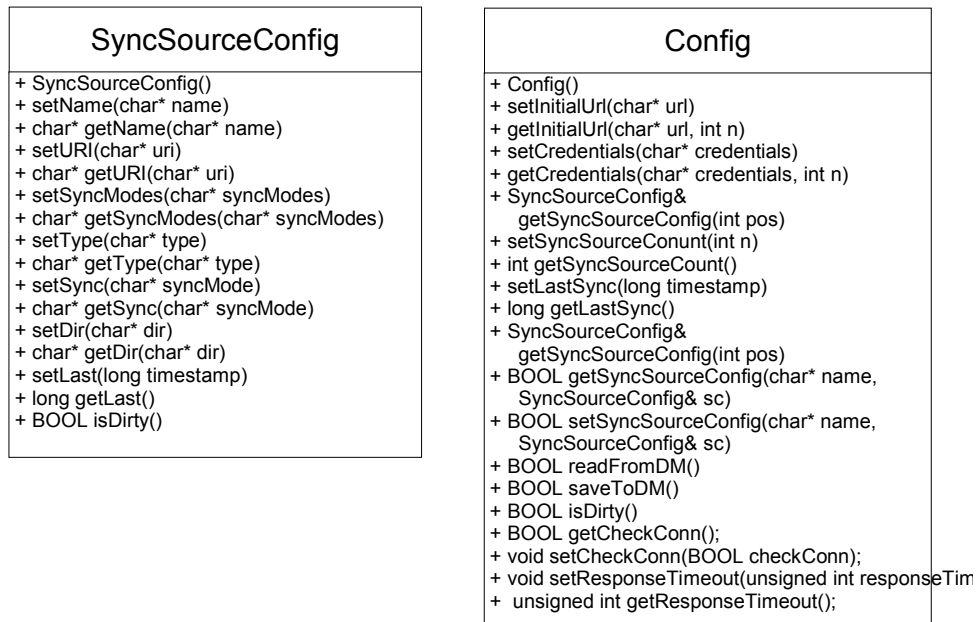 SyncSourceConfig
+ SyncSourceConfig()
+ setName(char* name)
+ char* getName(char* name)
+ setURI(char* uri)
+ char* getURI(char* uri)
+ setSyncModes(char* syncModes)
+ char* getSyncModes(char* syncModes)
+ setType(char* type)
+ char* getType(char* type)
+ setSync(char* syncMode)
+ char* getSync(char* syncMode)
+ setDir(char* dir)
+ char* getDir(char* dir)
+ setLast(long timestamp)
+ long getLast()
+ BOOL isDirty()
Config
+ Config()
+ setInitialUrl(char* url)
+ getInitialUrl(char* url, int n)
+ setCredentials(char* credentials)
+ getCredentials(char* credentials, int n)
+ SyncSourceConfig&
getSyncSourceConfig(int pos)
+ setSyncSourceConunt(int n)
+ int getSyncSourceCount()
+ setLastSync(long timestamp)
+ long getLastSync()
+ SyncSourceConfig&
getSyncSourceConfig(int pos)
+ BOOL getSyncSourceConfig(char* name,
SyncSourceConfig& sc)
+ BOOL setSyncSourceConfig(char* name,
SyncSourceConfig& sc)
+ BOOL readFromDM()
+ BOOL saveToDM()
+ BOOL isDirty()
+ BOOL getCheckConn();
+ void setCheckConn(BOOL checkConn);
+ void setResponseTimeout(unsigned int responseTim
+ unsigned int getResponseTimeout();